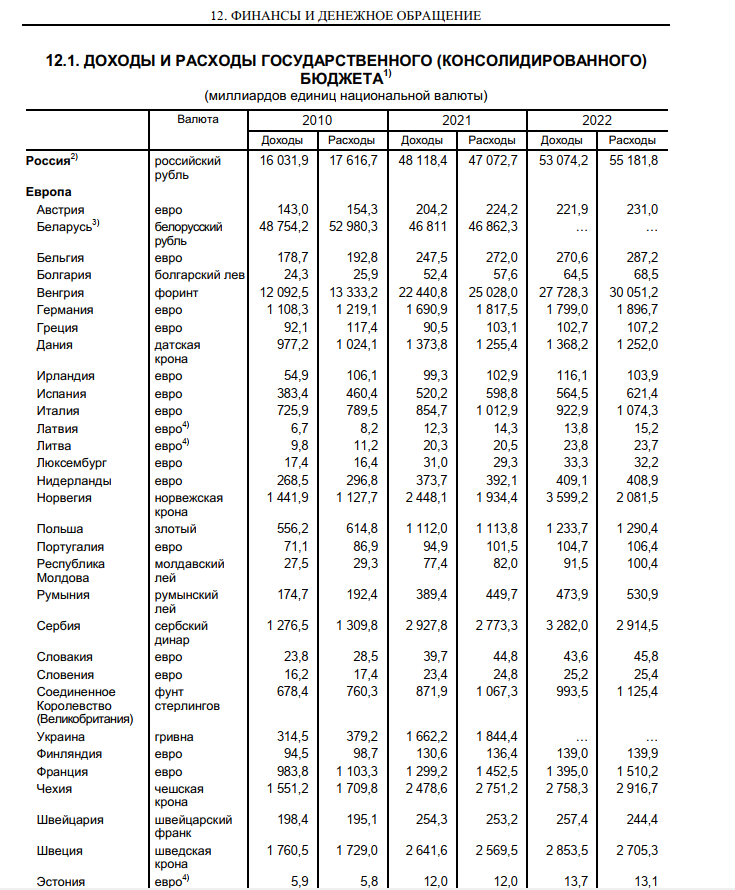 12. ФИНАНСЫ И ДЕНЕЖНОЕ ОБРАЩЕНИЕ
12.1. ДОХОДЫ И РАСХОДЫ ГОСУДАРСТВЕННОГО (КОНСОЛИДИРОВАННОГО)
БЮДЖЕТА1)
(миллиардов единиц национальной валюты)
Валюта 2010 2021 2022
Доходы Расходы Доходы Расходы Доходы Расходы
Россия2) российский 16 031,9 17 616,7 48 118,4 47 072,7 53 074,2 55 181,8
рубль
Европа
Австрия евро 143,0 154,3 204,2 224,2 221,9 231,0
Беларусь3) белорусский 48 754,2 52 980,3 46 811 46 862,3 … …
рубль
Бельгия евро 178,7 192,8 247,5 272,0 270,6 287,2
Болгария болгарский лев 24,3 25,9 52,4 57,6 64,5 68,5
Венгрия форинт 12 092,5 13 333,2 22 440,8 25 028,0 27 728,3 30 051,2
Германия евро 1 108,3 1 219,1 1 690,9 1 817,5 1 799,0 1 896,7
Греция евро 92,1 117,4 90,5 103,1 102,7 107,2
Дания датская 977,2 1 024,1 1 373,8 1 255,4 1 368,2 1 252,0
крона
Ирландия евро 54,9 106,1 99,3 102,9 116,1 103,9
Испания евро 383,4 460,4 520,2 598,8 564,5 621,4
Италия евро 725,9 789,5 854,7 1 012,9 922,9 1 074,3
Латвия евро4) 6,7 8,2 12,3 14,3 13,8 15,2
Литва евро4) 9,8 11,2 20,3 20,5 23,8 23,7
Люксембург евро 17,4 16,4 31,0 29,3 33,3 32,2
Нидерланды евро 268,5 296,8 373,7 392,1 409,1 408,9
Норвегия норвежская 1 441,9 1 127,7 2 448,1 1 934,4 3 599,2 2 081,5
крона
Польша злотый 556,2 614,8 1 112,0 1 113,8 1 233,7 1 290,4
Португалия евро 71,1 86,9 94,9 101,5 104,7 106,4
Республика молдавский 27,5 29,3 77,4 82,0 91,5 100,4
Молдова лей
Румыния румынский 174,7 192,4 389,4 449,7 473,9 530,9
лей
Сербия сербский 1 276,5 1 309,8 2 927,8 2 773,3 3 282,0 2 914,5
динар
Словакия евро 23,8 28,5 39,7 44,8 43,6 45,8
Словения евро 16,2 17,4 23,4 24,8 25,2 25,4
Соединенное фунт 678,4 760,3 871,9 1 067,3 993,5 1 125,4
Королевство стерлингов
(Великобритания)
Украина гривна 314,5 379,2 1 662,2 1 844,4 … …
Финляндия евро 94,5 98,7 130,6 136,4 139,0 139,9
Франция евро 983,8 1 103,3 1 299,2 1 452,5 1 395,0 1 510,2
Чехия чешская 1 551,2 1 709,8 2 478,6 2 751,2 2 758,3 2 916,7
крона
Швейцария швейцарский 198,4 195,1 254,3 253,2 257,4 244,4
франк
Швеция шведская 1 760,5 1 729,0 2 641,6 2 569,5 2 853,5 2 705,3
крона
Эстония евро4) 5,9 5,8 12,0 12,0 13,7 13,1